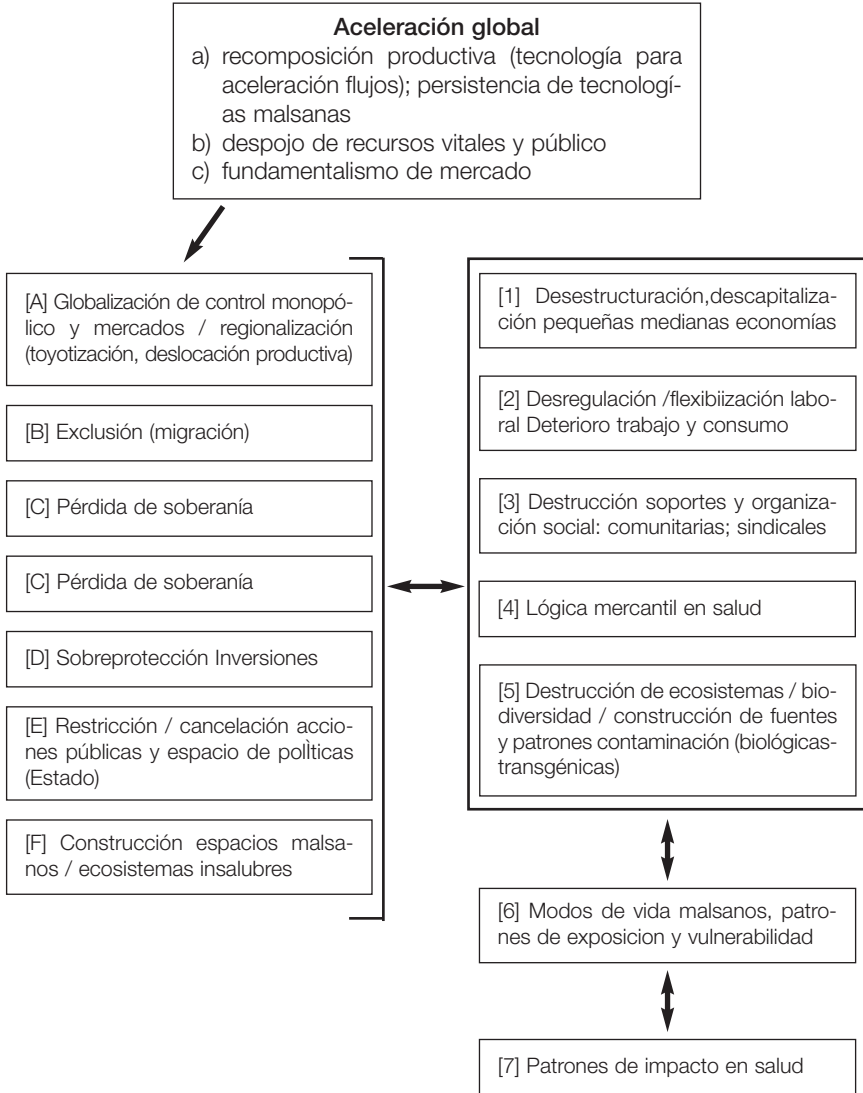 Aceleración global
a) recomposición productiva (tecnología para
aceleración flujos); persistencia de tecnologí-
as malsanas
b) despojo de recursos vitales y público
c) fundamentalismo de mercado
[A] Globalización de control monopó-
lico y mercados / regionalización
(toyotización, deslocación productiva)
[B] Exclusión (migración)
[C] Pérdida de soberanía
[C] Pérdida de soberanía
[D] Sobreprotección Inversiones
[E] Restricción / cancelación accio-
nes públicas y espacio de polÌticas
(Estado)
[F] Construcción espacios malsa-
nos / ecosistemas insalubres
[1] Desestructuración,descapitaliza-
ción pequeñas medianas economías
[2] Desregulación /flexibiización labo-
ral Deterioro trabajo y consumo
[3] Destrucción soportes y organiza-
ción social: comunitarias; sindicales
[4] Lógica mercantil en salud
[5] Destrucción de ecosistemas / bio-
diversidad / construcción de fuentes
y patrones contaminación (biológicas-
transgénicas)
[6] Modos de vida malsanos, patro-
nes de exposicion y vulnerabilidad
[7] Patrones de impacto en salud